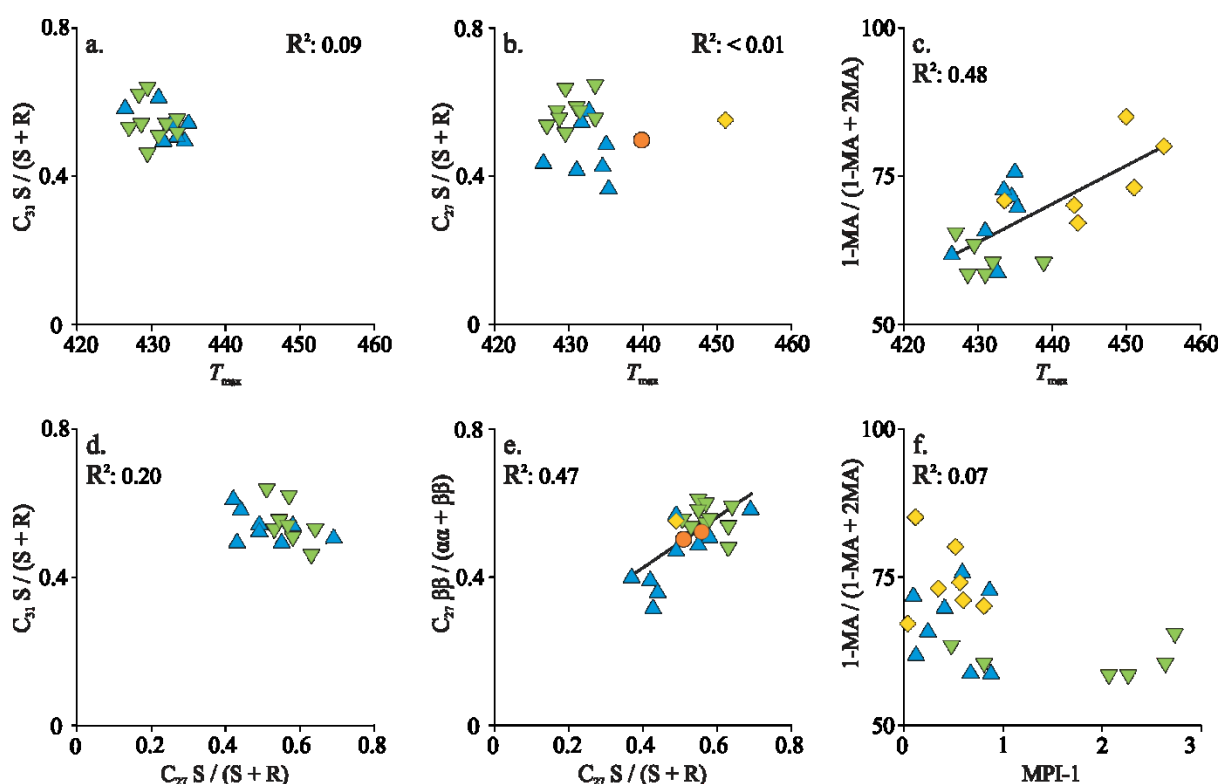 a.
R²: 0.09
C₃₁ S / (S + R)
0.8
0.4
0
420 430 440 450 460
Tmax
b.
R²: < 0.01
C₂₇ S / (S + R)
0.8
0.4
0
420 430 440 450 460
Tmax
c.
R²: 0.48
1-MA / (1-MA + 2MA)
100
75
50
420 430 440 450 460
Tmax
d.
R²: 0.20
C₃₁ S / (S + R)
0.8
0.4
0
0 0.2 0.4 0.6 0.8
C₂₇ S / (S + R)
e.
R²: 0.47
C₂₇ ββ / (αα + ββ)
0.8
0.4
0
0 0.2 0.4 0.6 0.8
C₂₇ S / (S + R)
f.
R²: 0.07
1-MA / (1-MA + 2MA)
100
75
50
0 1 2 3
MPI-1